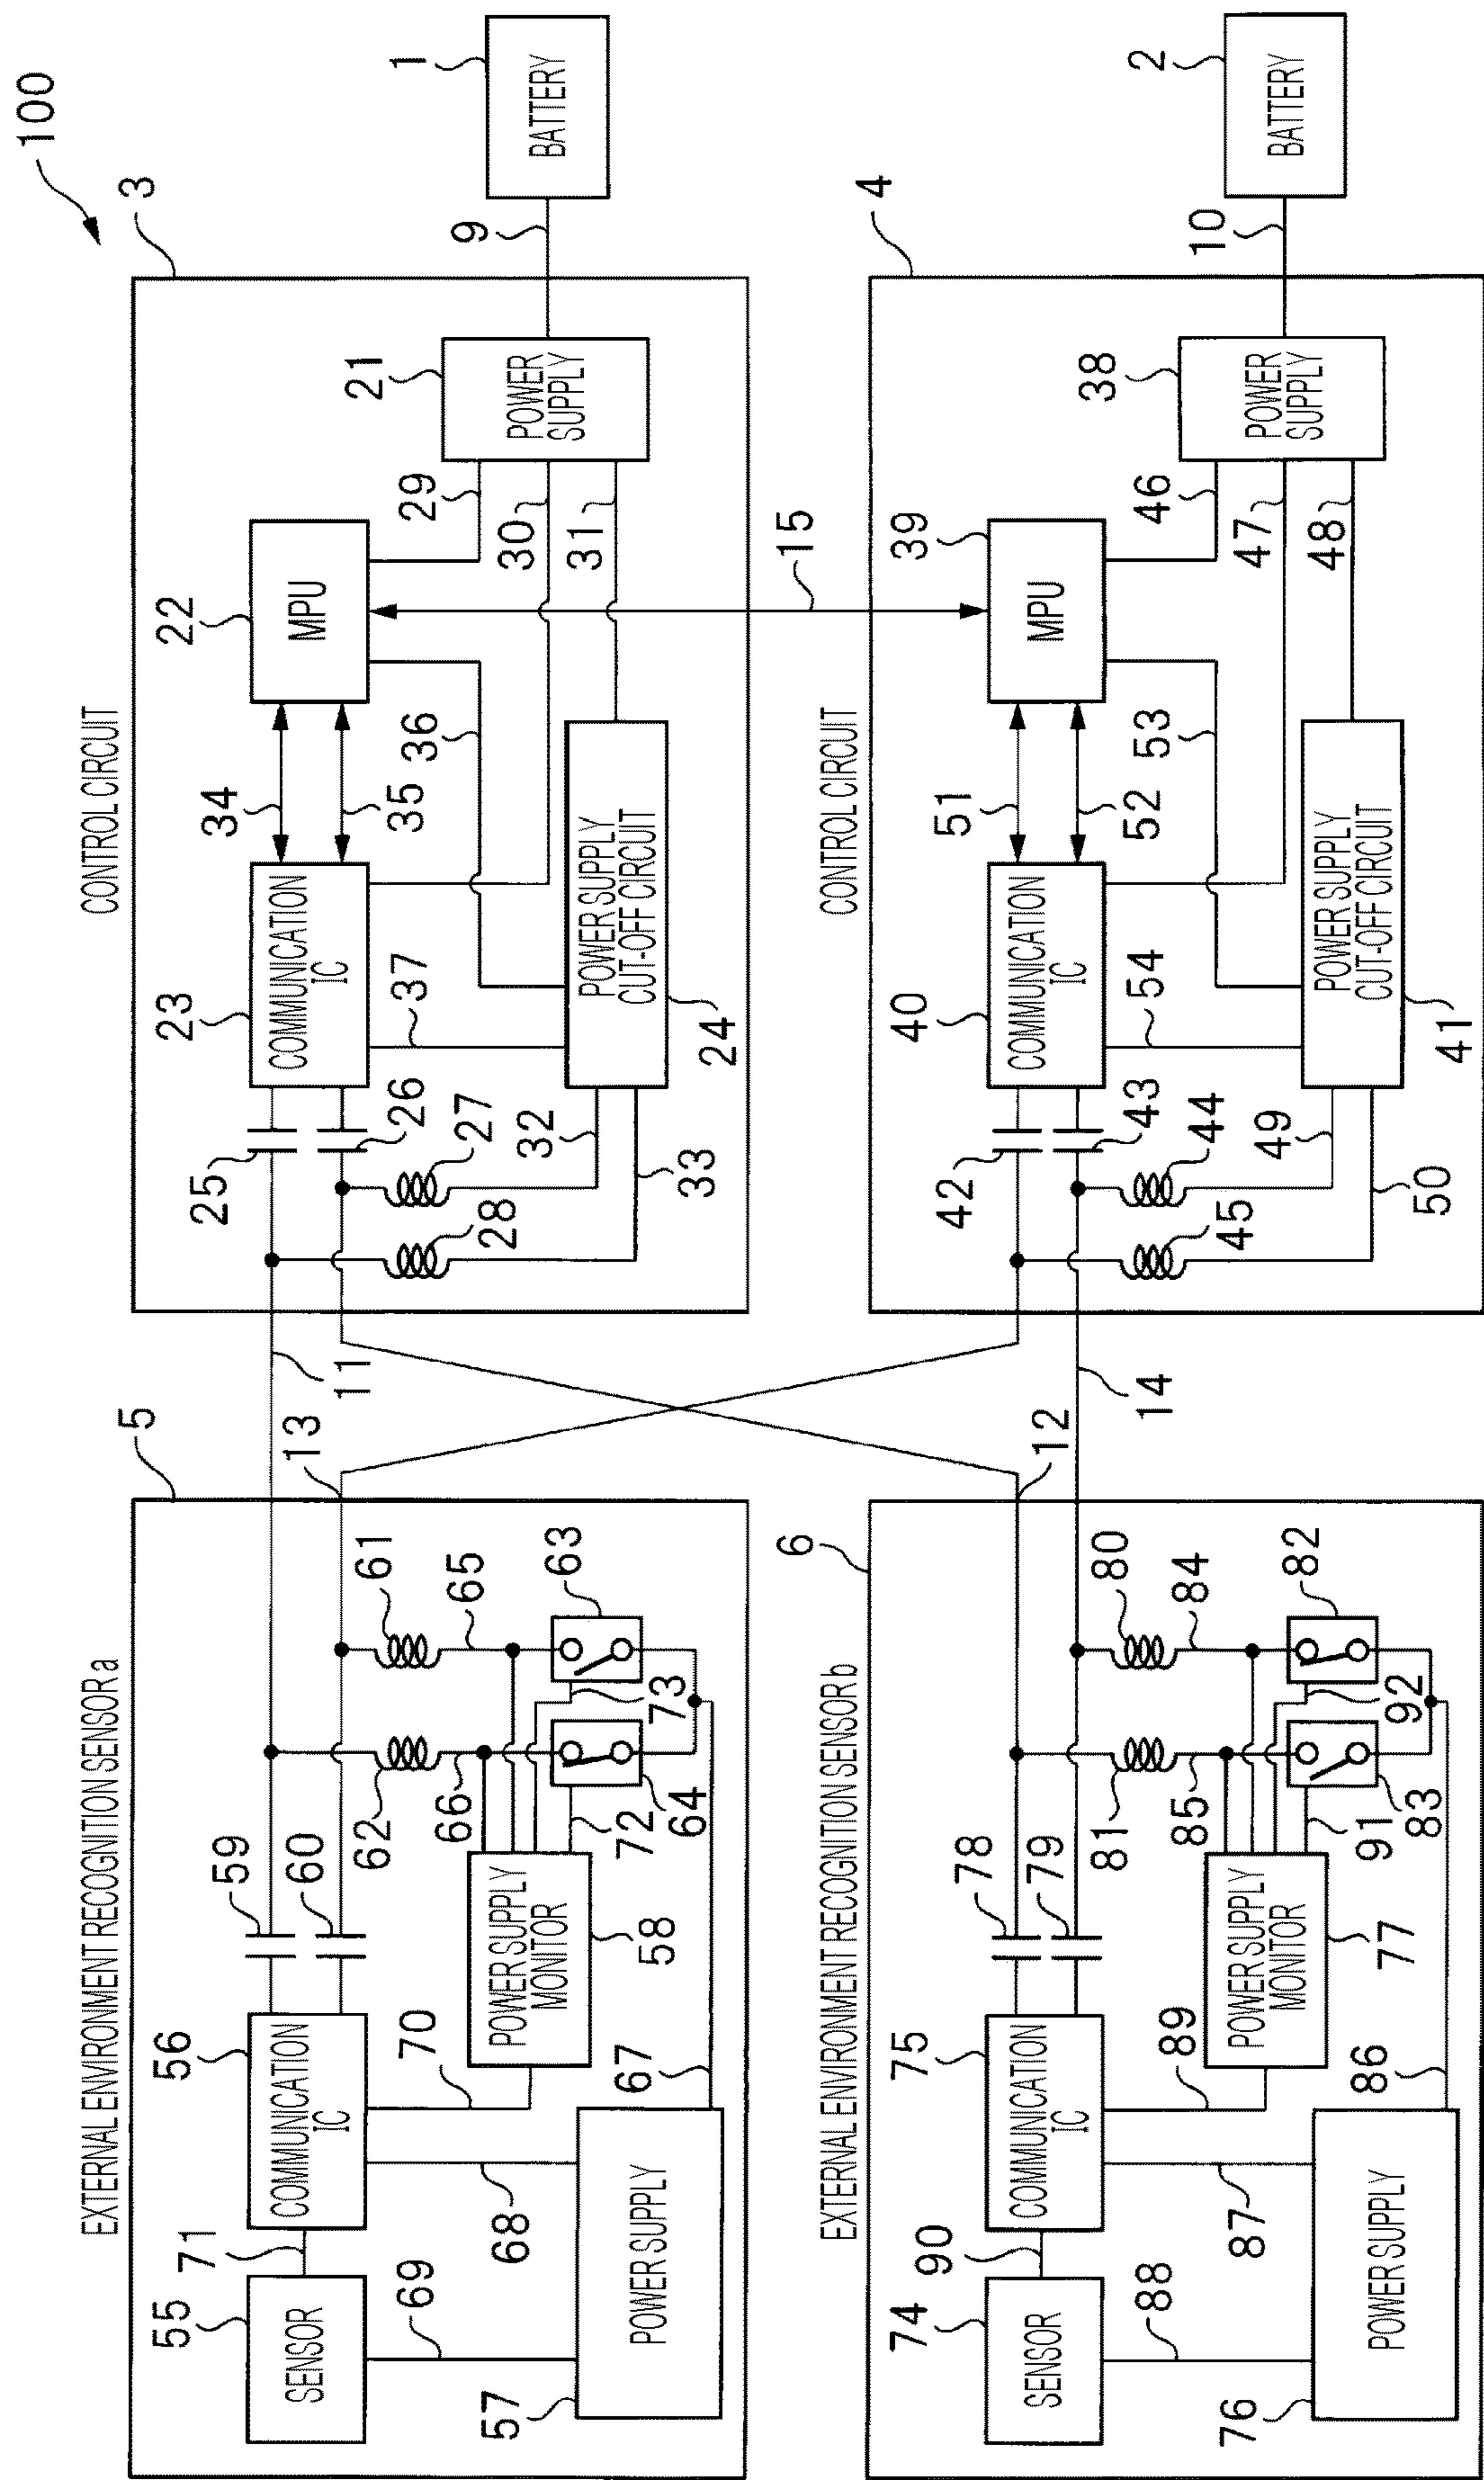 100
EXTERNAL ENVIRONMENT RECOGNITION SENSOR a
5
CONTROL CIRCUIT
3
55
SENSOR
71
56
COMMUNICATION
IC
59
60
13
11
25
26
23
COMMUNICATION
IC
34
35
22
MPU
69
68
70
62
61
66
65
28
27
37
36
29
21
POWER
SUPPLY
9
1
BATTERY
57
POWER SUPPLY
67
POWER SUPPLY
MONITOR
58
72
64
73
63
32
33
POWER SUPPLY
CUT-OFF CIRCUIT
24
30
31
15
EXTERNAL ENVIRONMENT RECOGNITION SENSOR b
6
CONTROL CIRCUIT
4
74
SENSOR
90
75
COMMUNICATION
IC
78
79
12
14
42
43
40
COMMUNICATION
IC
51
52
39
MPU
88
87
89
81
80
85
84
45
44
54
53
46
38
POWER
SUPPLY
10
2
BATTERY
76
POWER SUPPLY
86
POWER SUPPLY
MONITOR
77
91
83
92
82
49
50
POWER SUPPLY
CUT-OFF CIRCUIT
41
47
48